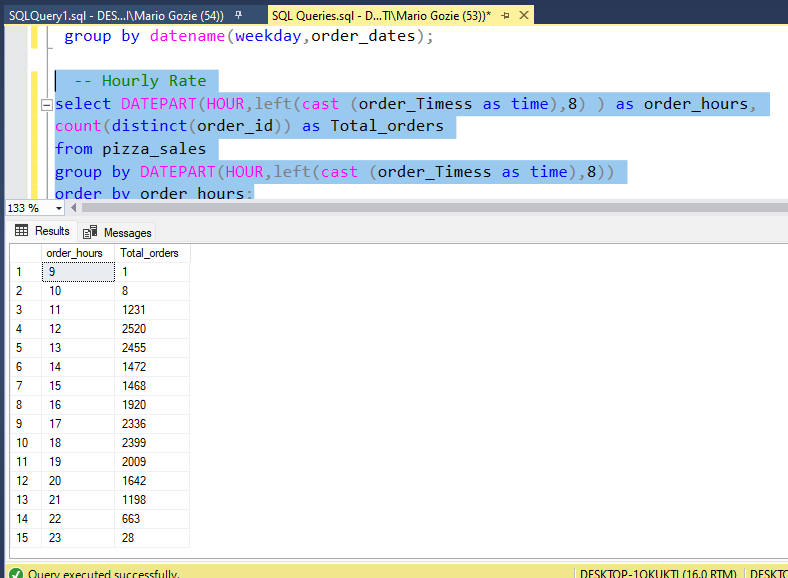 SQLQuery1.sql - DES...I\Mario Gozie (54))
SQL Queries.sql - D...TI\Mario Gozie (53))*
group by datename(weekday,order_dates);
-- Hourly Rate
select DATEPART(HOUR,left(cast (order_Timess as time),8) ) as order_hours,
count(distinct(order_id)) as Total_orders
from pizza_sales
group by DATEPART(HOUR,left(cast (order_Timess as time),8))
order by order_hours;
133 %
Results Messages
order_hours Total_orders
1 9 1
2 10 8
3 11 1231
4 12 2520
5 13 2455
6 14 1472
7 15 1468
8 16 1920
9 17 2336
10 18 2399
11 19 2009
12 20 1642
13 21 1198
14 22 663
15 23 28
Query executed successfully. DESKTOP-1OKUKTI (16.0 RTM) DESKTO